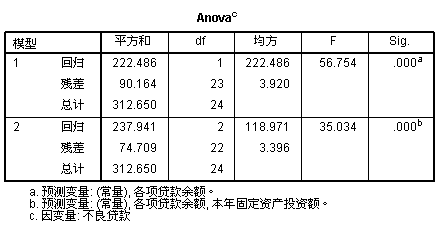 Anovaᶜ
模型 平方和 df 均方 F Sig.
1 回归 222.486 1 222.486 56.754 .000ᵃ
残差 90.164 23 3.920
总计 312.650 24
2 回归 237.941 2 118.971 35.034 .000ᵇ
残差 74.709 22 3.396
总计 312.650 24
a. 预测变量: (常量), 各项贷款余额。
b. 预测变量: (常量), 各项贷款余额, 本年固定资产投资额。
c. 因变量: 不良贷款